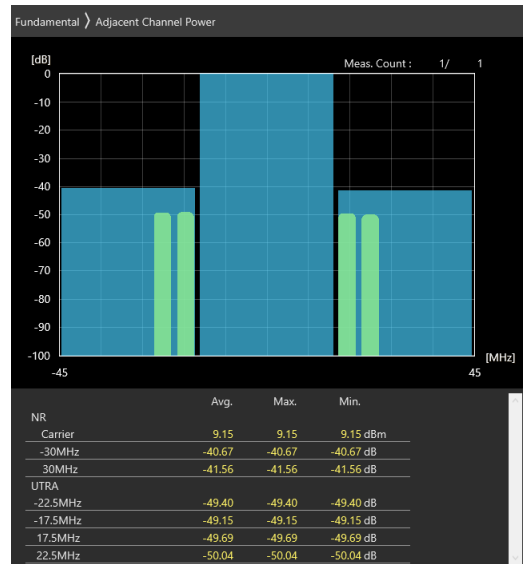 Fundamental 〉 Adjacent Channel Power
[dB]
Meas. Count : 1/ 1
0
-10
-20
-30
-40
-50
-60
-70
-80
-90
-100
[MHz]
-45 45
Avg. Max. Min.
NR
Carrier 9.15 9.15 9.15 dBm
-30MHz -40.67 -40.67 -40.67 dB
30MHz -41.56 -41.56 -41.56 dB
UTRA
-22.5MHz -49.40 -49.40 -49.40 dB
-17.5MHz -49.15 -49.15 -49.15 dB
17.5MHz -49.69 -49.69 -49.69 dB
22.5MHz -50.04 -50.04 -50.04 dB